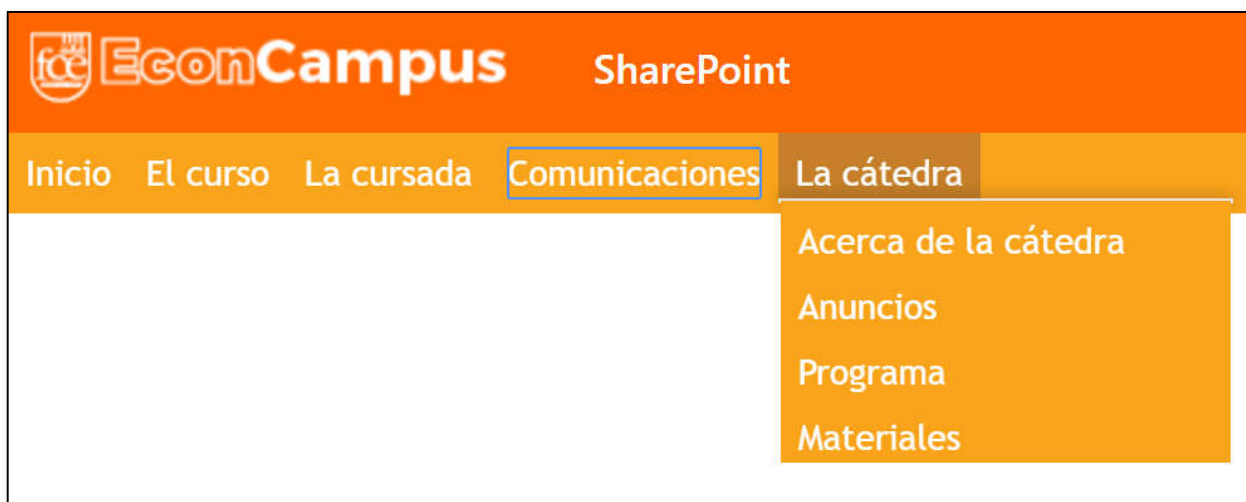 fce EconCampus SharePoint
Inicio El curso La cursada Comunicaciones La cátedra
Acerca de la cátedra
Anuncios
Programa
Materiales